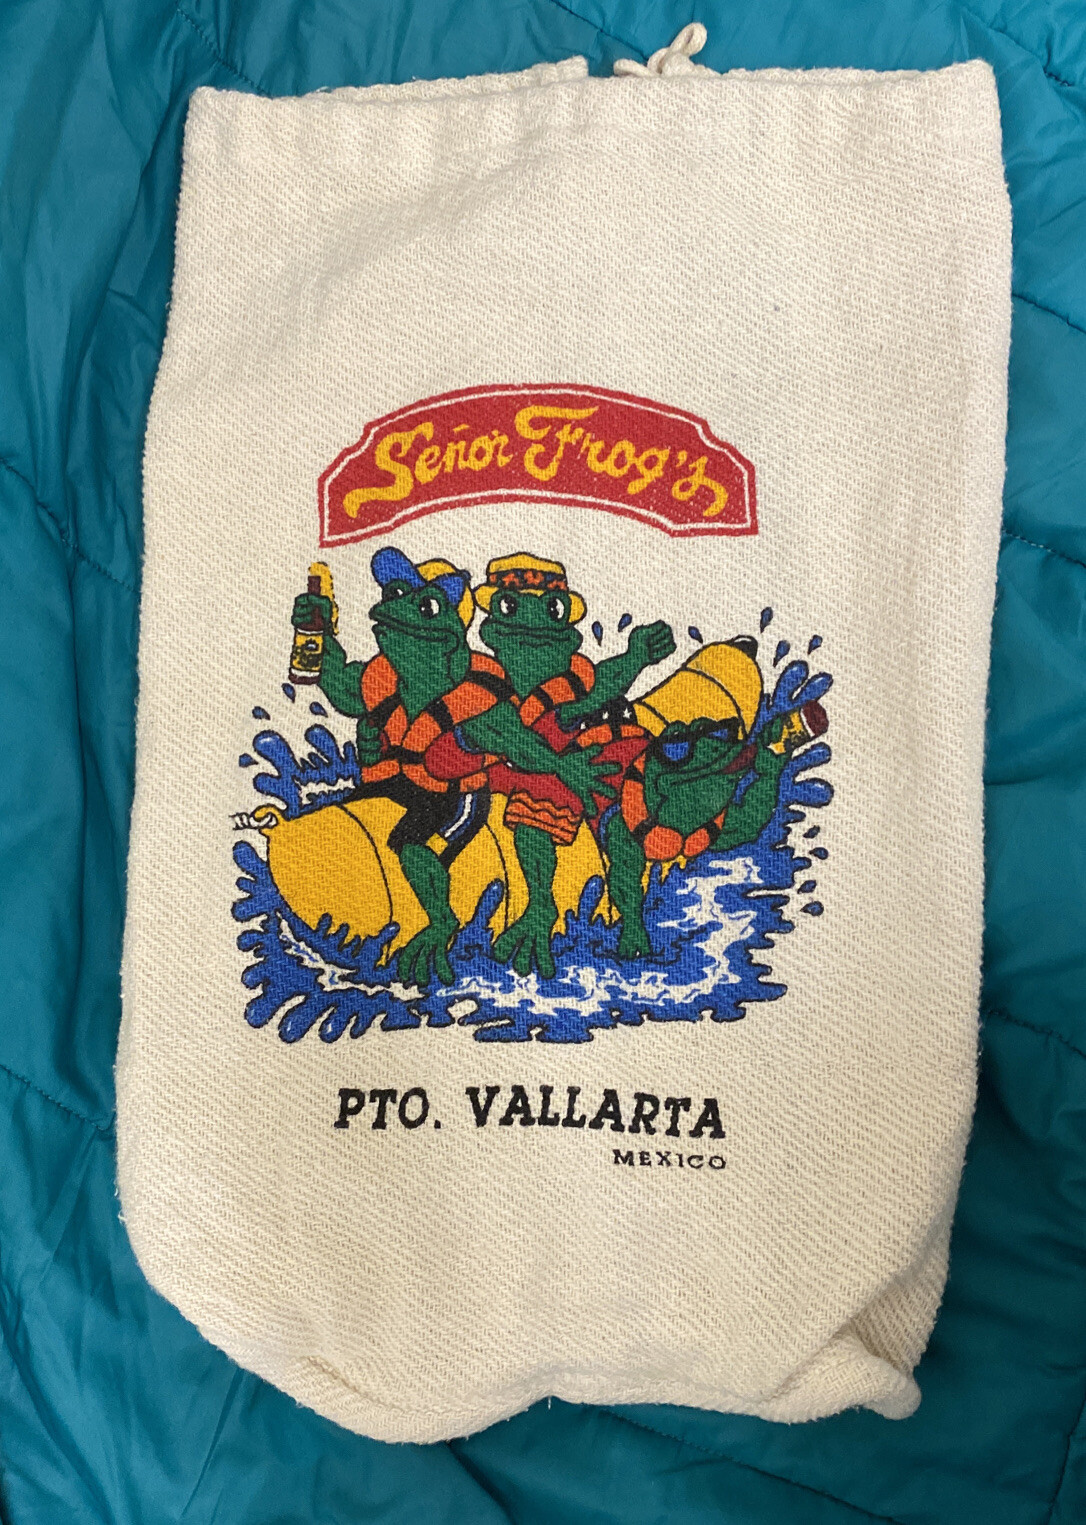 Señor Frog's
PTO. VALLARTA
MEXICO